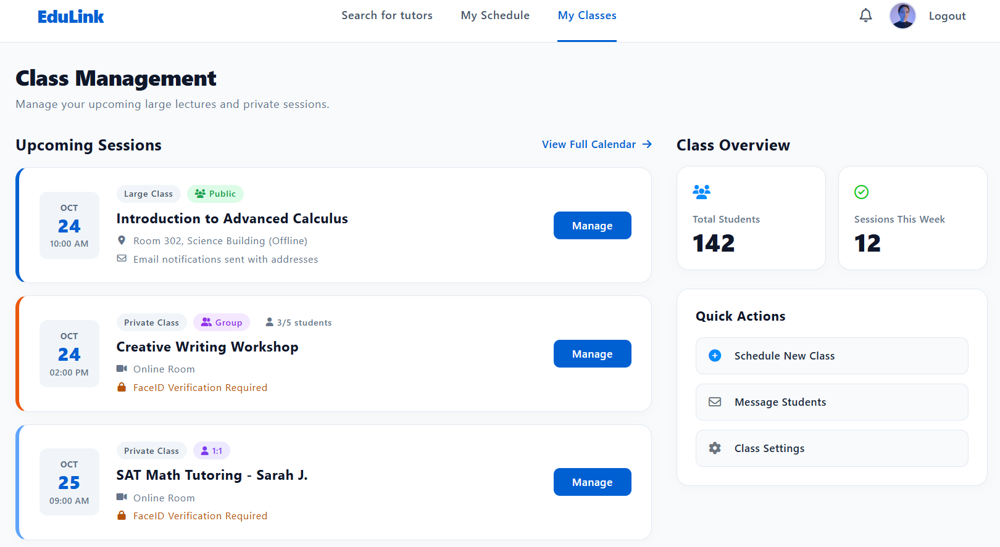 EduLink
Search for tutors
My Schedule
My Classes
Logout
Class Management
Manage your upcoming large lectures and private sessions.
Upcoming Sessions
View Full Calendar
OCT
24
10:00 AM
Large Class
Public
Introduction to Advanced Calculus
Room 302, Science Building (Offline)
Email notifications sent with addresses
Manage
OCT
24
02:00 PM
Private Class
Group
3/5 students
Creative Writing Workshop
Online Room
FaceID Verification Required
Manage
OCT
25
09:00 AM
Private Class
1:1
SAT Math Tutoring - Sarah J.
Online Room
FaceID Verification Required
Manage
Class Overview
Total Students
142
Sessions This Week
12
Quick Actions
Schedule New Class
Message Students
Class Settings